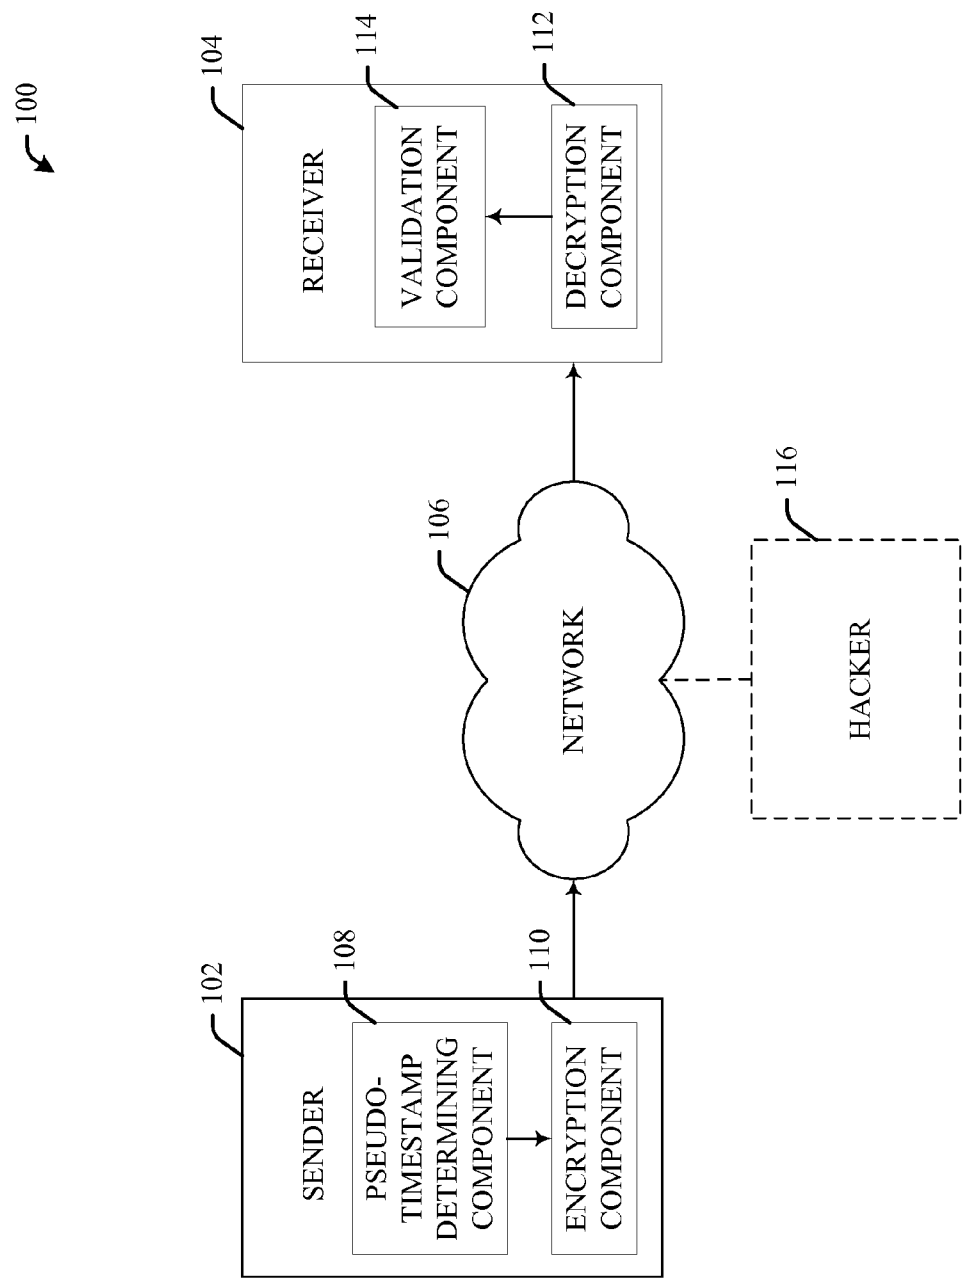 100
102
SENDER
108
PSEUDO-
TIMESTAMP
DETERMINING
COMPONENT
110
ENCRYPTION
COMPONENT
106
NETWORK
116
HACKER
104
RECEIVER
114
VALIDATION
COMPONENT
112
DECRYPTION
COMPONENT